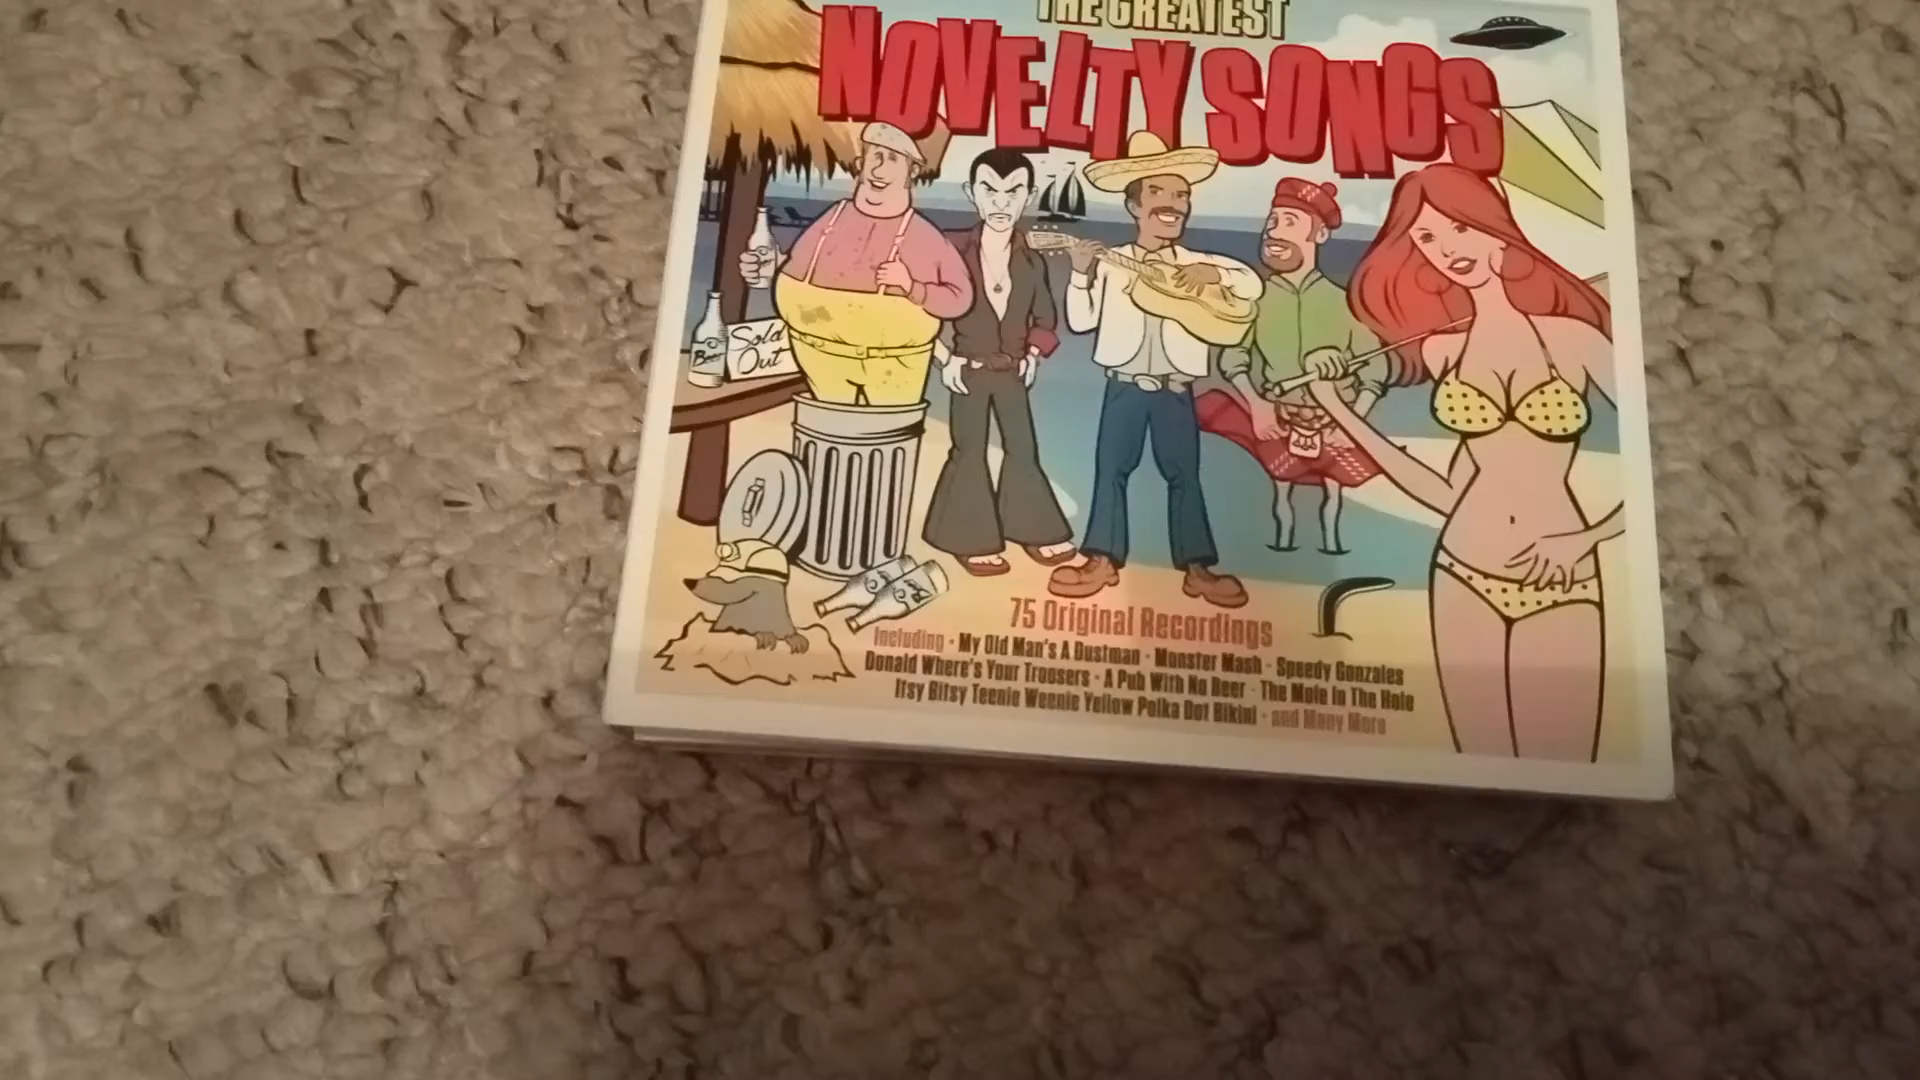 THE GREATEST
NOVELTY SONGS
Sold
Out
Beer
75 Original Recordings
Including · My Old Man's A Dustman · Monster Mash · Speedy Gonzales
Donald Where's Your Troosers · A Pub With No Beer · The Mole In The Hole
Itsy Bitsy Teenie Weenie Yellow Polka Dot Bikini · and Many More